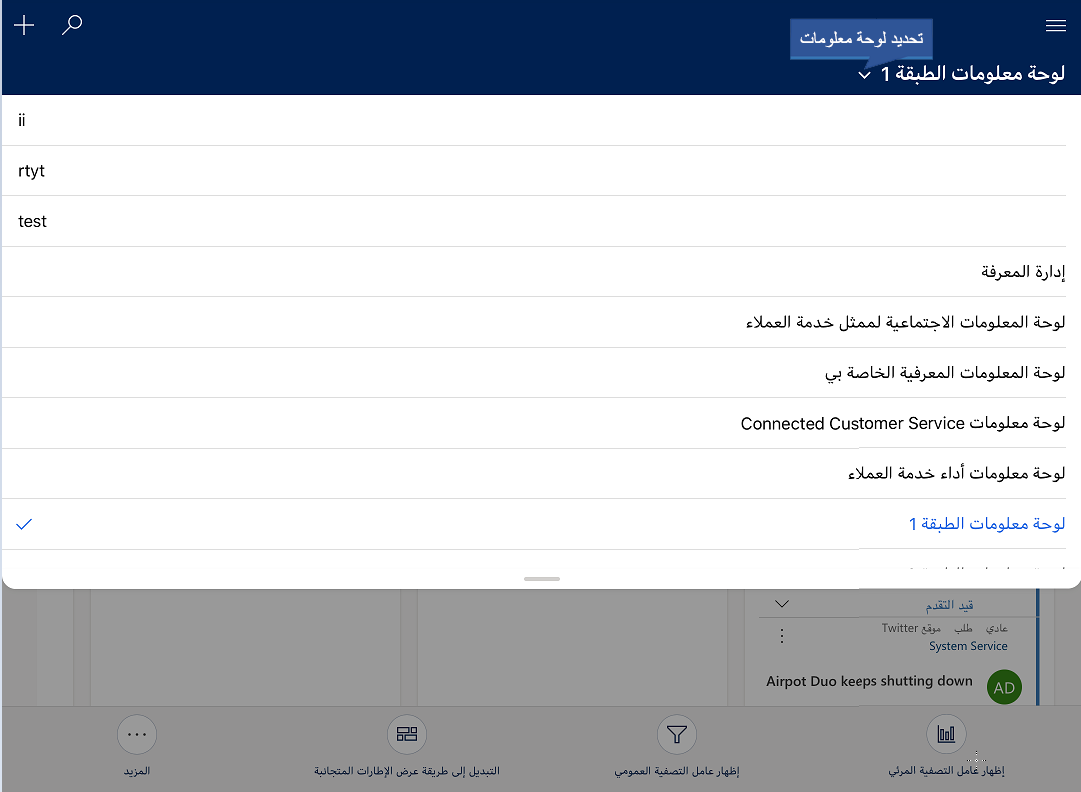 تحديد لوحة معلومات
لوحة معلومات الطبقة 1
ii
rtyt
test
إدارة المعرفة
لوحة المعلومات الاجتماعية لممثل خدمة العملاء
لوحة المعلومات المعرفية الخاصة بي
لوحة معلومات Connected Customer Service
لوحة معلومات أداء خدمة العملاء
لوحة معلومات الطبقة 1
قيد التقدم
عادي طلب موقع Twitter
System Service
Airpot Duo keeps shutting down
AD
إظهار عامل التصفية المرئي
إظهار عامل التصفية العمومي
التبديل إلى طريقة عرض الإطارات المتجانبة
المزيد